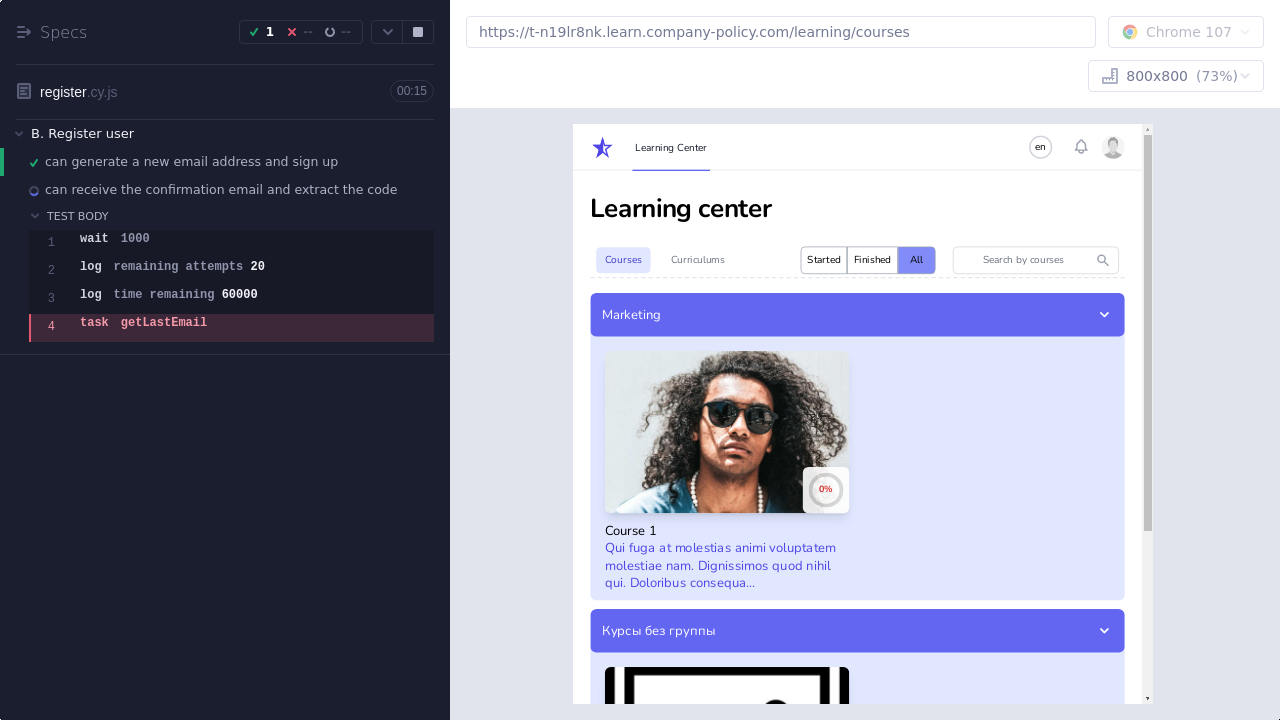 Specs
1 -- --
register.cy.js 00:15
B. Register user
can generate a new email address and sign up
can receive the confirmation email and extract the code
TEST BODY
1 wait 1000
2 log remaining attempts 20
3 log time remaining 60000
4 task getLastEmail
https://t-n19lr8nk.learn.company-policy.com/learning/courses
Chrome 107
800x800 (73%)
Learning Center
en
Learning center
Courses Curriculums Started Finished All Search by courses
Marketing
0%
Course 1
Qui fuga at molestias animi voluptatem
molestiae nam. Dignissimos quod nihil
qui. Doloribus consequa...
Курсы без группы